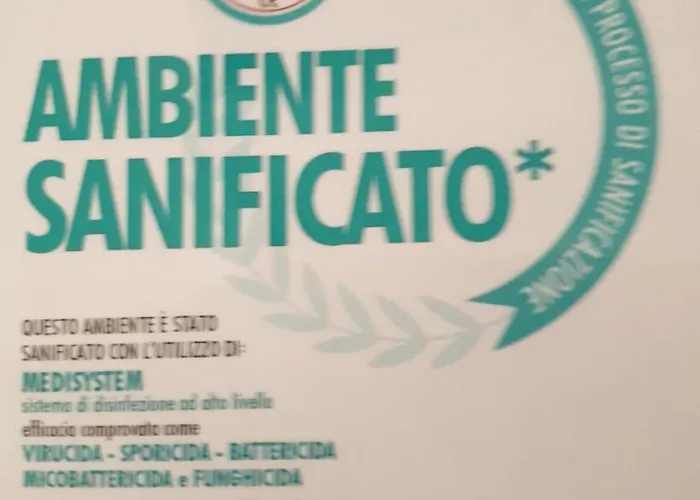 PROCESSO DI SANIFICAZIONE
AMBIENTE
SANIFICATO*
QUESTO AMBIENTE È STATO
SANIFICATO CON L'UTILIZZO DI:
MEDISYSTEM
sistema di disinfezione ad alto livello
efficacia comprovata come
VIRUCIDA - SPORICIDA - BATTERICIDA
MICOBATTERICIDA e FUNGHICIDA